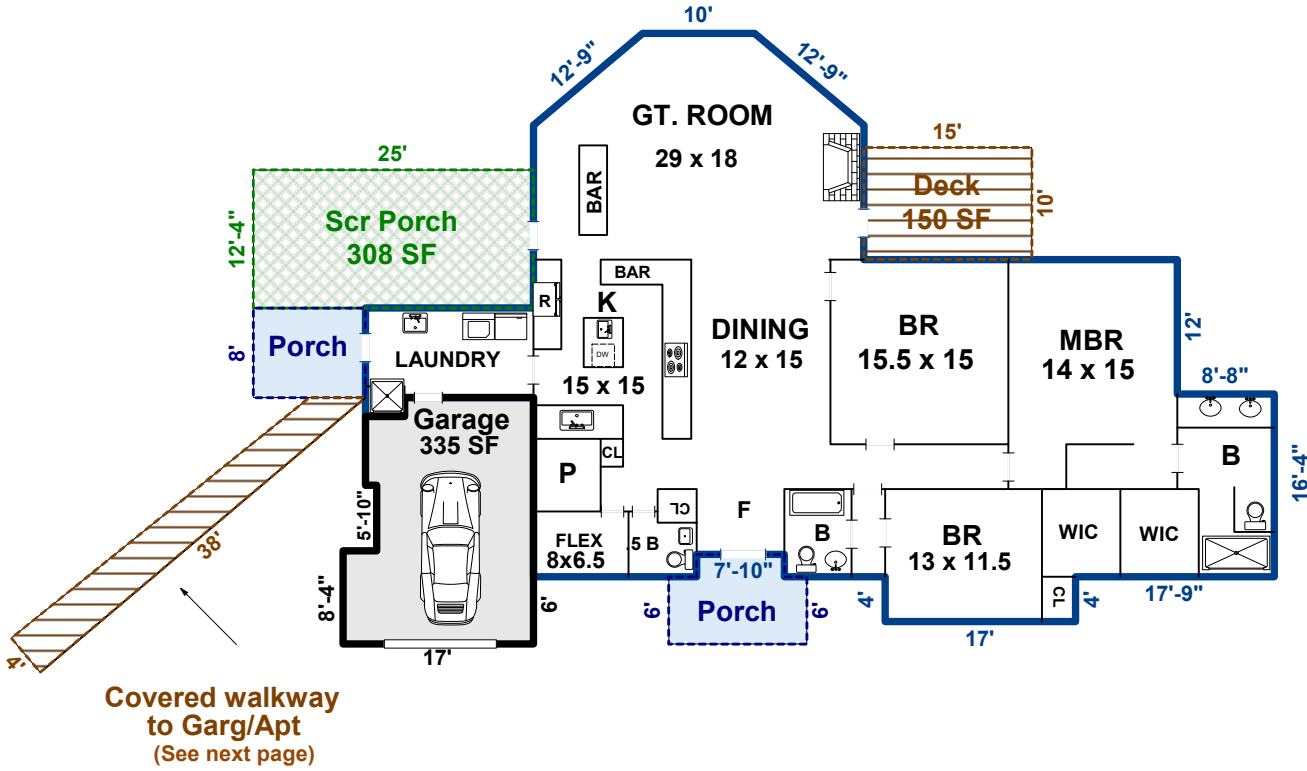 10'
12'-9"
12'-9"
GT. ROOM
29 x 18
25'
15'
BAR
Deck
150 SF
10'
12'-4"
Scr Porch
308 SF
BAR
R
K
DW
8'
Porch
LAUNDRY
15 x 15
DINING
12 x 15
BR
15.5 x 15
MBR
14 x 15
12'
8'-8"
Garage
335 SF
CL
P
B
16'-4"
5'-10"
38'
CL
F
FLEX
8x6.5
.5 B
B
BR
13 x 11.5
WIC
WIC
7'-10"
8'-4"
6'
6'
Porch
6'
4'
CL
4'
17'-9"
17'
17'
4'
Covered walkway
to Garg/Apt
(See next page)